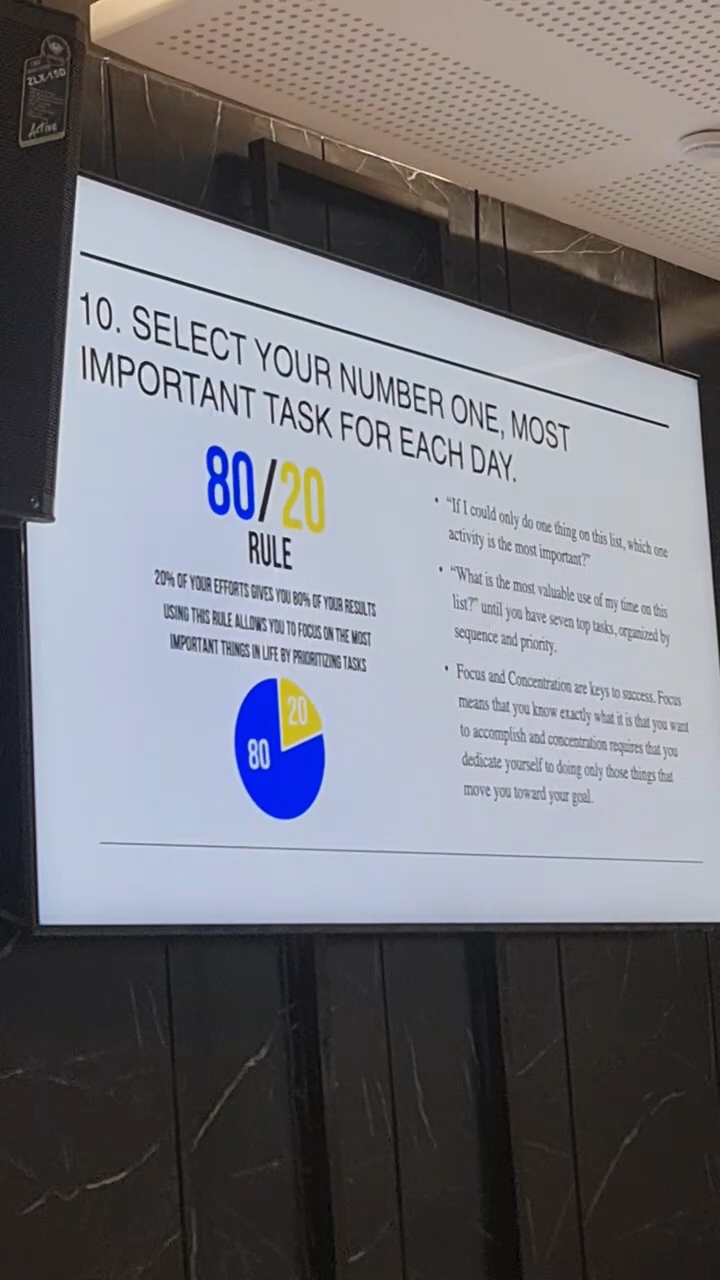 ZLX-15P
Active
10. SELECT YOUR NUMBER ONE, MOST
IMPORTANT TASK FOR EACH DAY.
80/20
RULE
20% OF YOUR EFFORTS GIVES YOU 80% OF YOUR RESULTS
USING THIS RULE ALLOWS YOU TO FOCUS ON THE MOST
IMPORTANT THINGS IN LIFE BY PRIORITIZING TASKS
20
80
• “If I could only do one thing on this list, which one
activity is the most important?”
• “What is the most valuable use of my time on this
list?” until you have seven top tasks, organized by
sequence and priority.
• Focus and Concentration are keys to success. Focus
means that you know exactly what it is that you want
to accomplish and concentration requires that you
dedicate yourself to doing only those things that
move you toward your goal.